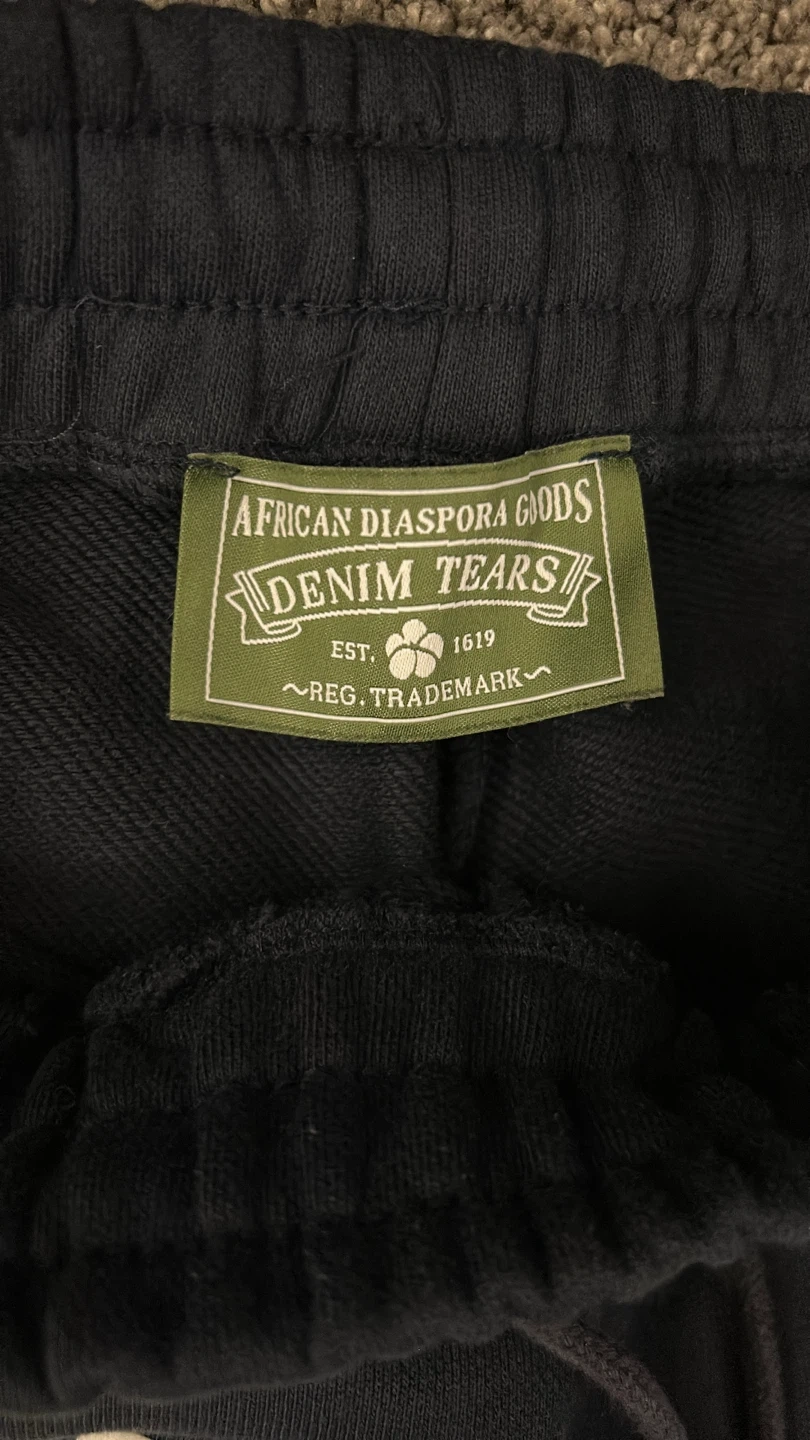 AFRICAN DIASPORA GOODS
DENIM TEARS
EST. 1619
~REG. TRADEMARK~